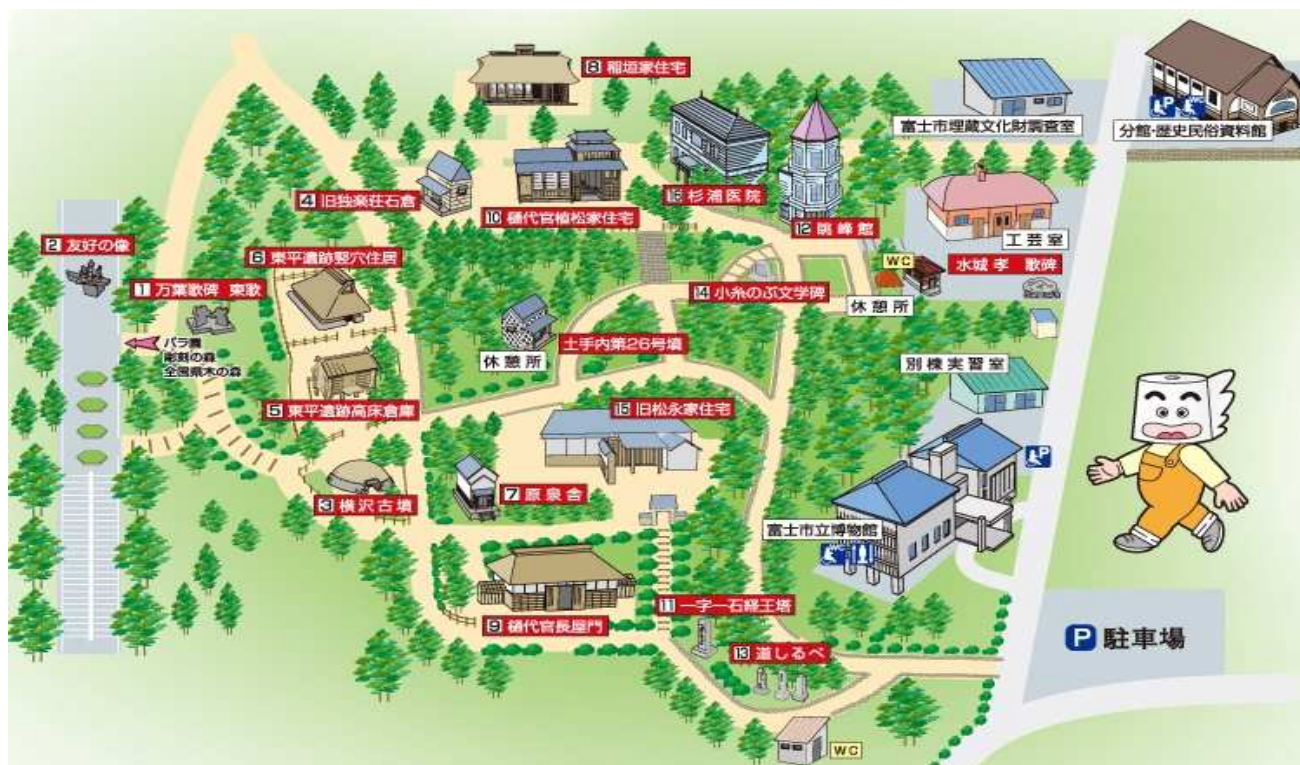 8 稲垣家住宅
富士市埋蔵文化財調査室
P WC
分館・歴史民俗資料館
4 旧独楽荘石倉
10 樋代官植松家住宅
16 杉浦医院
12 眺峰館
工芸室
2 友好の像
6 東平遺跡竪穴住居
WC
水城 孝 歌碑
1 万葉歌碑 東歌
14 小糸のぶ文学碑
休憩所
バラ園
彫刻の森
全国県木の森
休憩所
土手内第26号墳
別棟実習室
5 東平遺跡高床倉庫
15 旧松永家住宅
P
3 横沢古墳
7 原泉舎
富士市立博物館
11 一字一石経王塔
9 樋代官長屋門
13 道しるべ
P 駐車場
WC